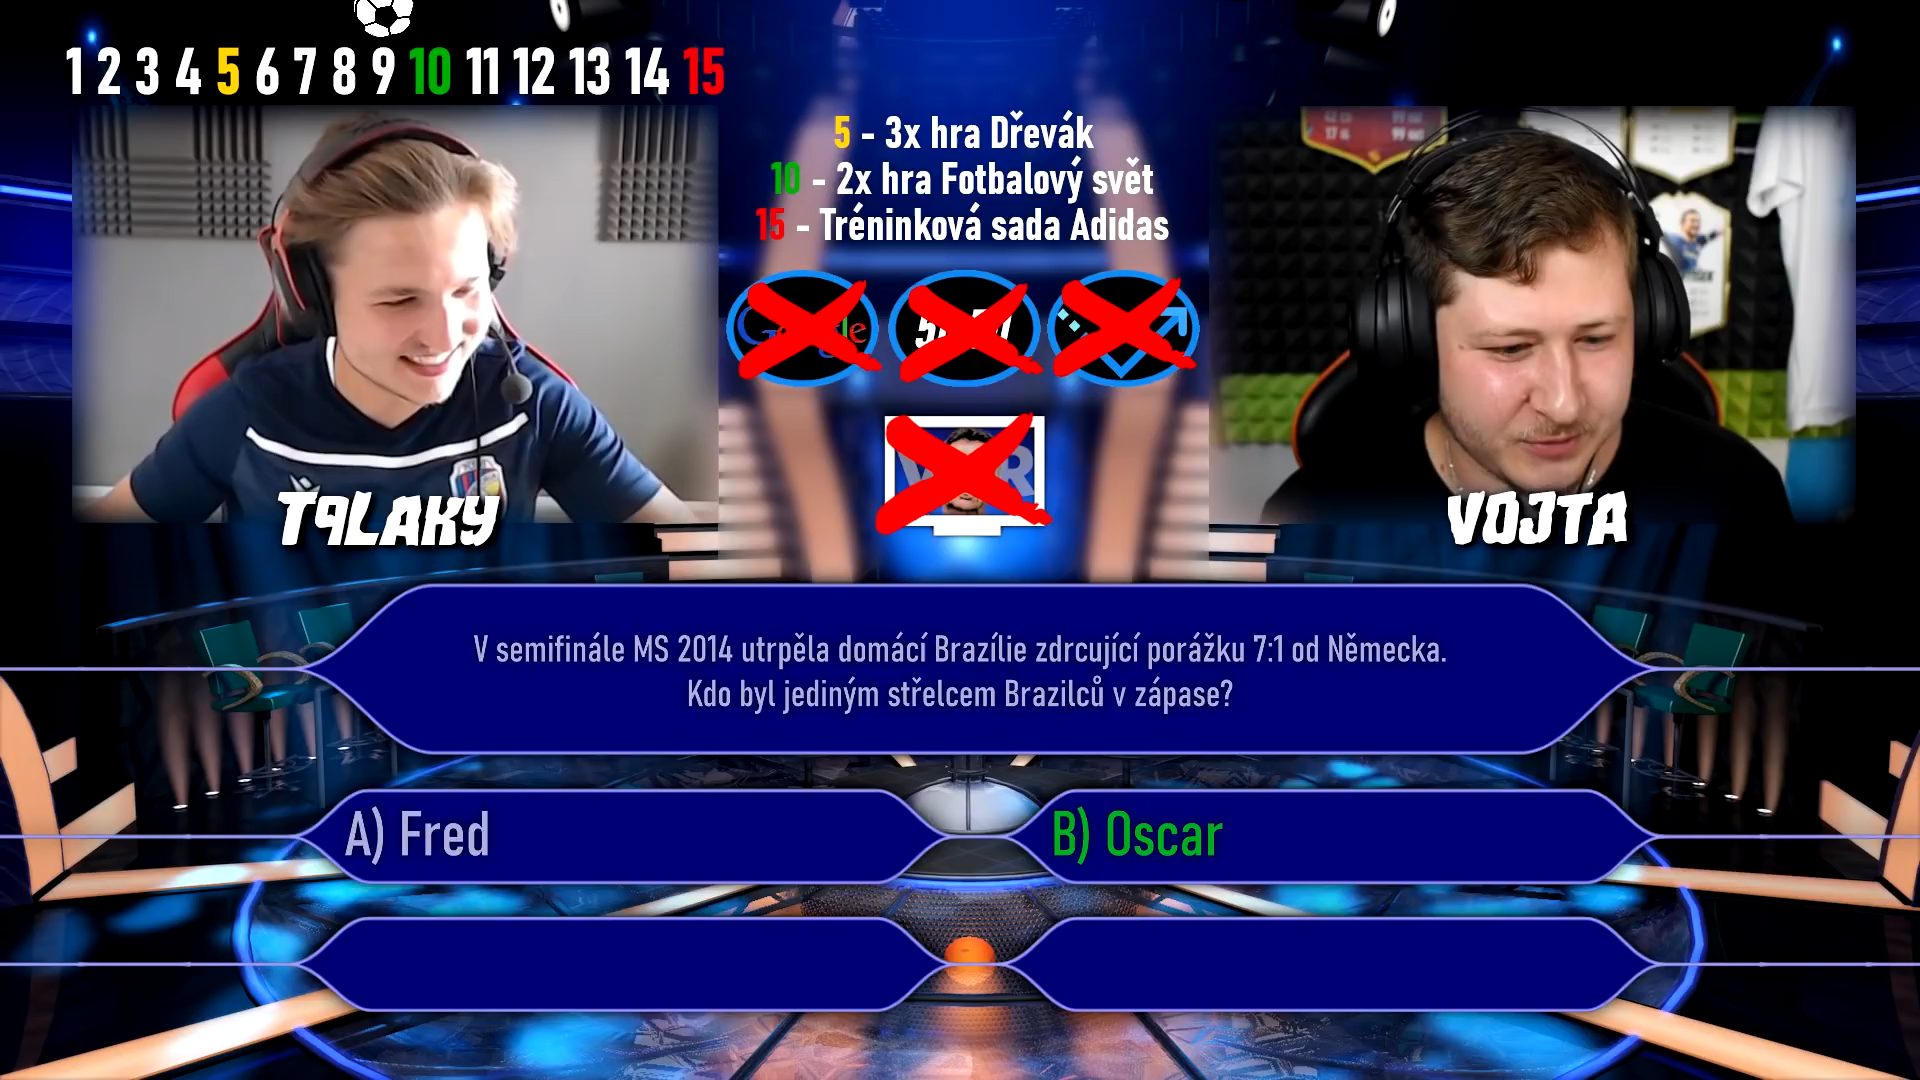 1 2 3 4 5 6 7 8 9 10 11 12 13 14 15
5 - 3x hra Dřevák
10 - 2x hra Fotbalový svět
15 - Tréninková sada Adidas
Google
T9LAKY
VOJTA
V semifinále MS 2014 utrpěla domácí Brazílie zdrcující porážku 7:1 od Německa.
Kdo byl jediným střelcem Brazilců v zápase?
A) Fred
B) Oscar